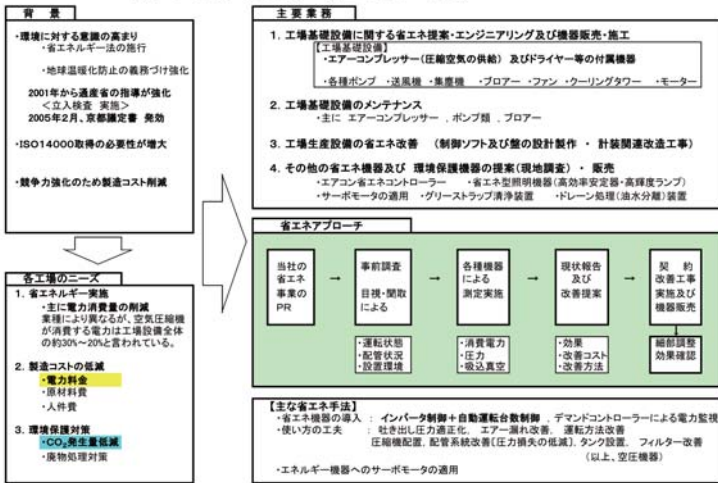 背 景
・環境に対する意識の高まり
・省エネルギー法の施行
・地球温暖化防止の義務づけ強化
2001年から通産省の指導が強化
＜立入検査 実施＞
2005年2月、京都議定書 発効
・ISO14000取得の必要性が増大
・競争力強化のため製造コスト削減
各工場のニーズ
1. 省エネルギー実施
・主に電力消費量の削減
業種により異なるが、空気圧縮機
が消費する電力は工場設備全体
の約30%～20%と言われている。
2. 製造コストの低減
・電力料金
・原材料費
・人件費
3. 環境保護対策
・CO₂発生量低減
・廃物処理対策
主 要 業 務
1. 工場基礎設備に関する省エネ提案・エンジニアリング及び機器販売・施工
【工場基礎設備】
・エアーコンプレッサー（圧縮空気の供給） 及びドライヤー等の付属機器
・各種ポンプ ・送風機 ・集塵機 ・ブロアー ・ファン ・クーリングタワー ・モーター
2. 工場基礎設備のメンテナンス
・主に エアーコンプレッサー , ポンプ類 , ブロアー
3. 工場生産設備の省エネ改善 （制御ソフト及び盤の設計製作 ・ 計装関連改造工事）
4. その他の省エネ機器及び 環境保護機器の提案（現地調査）・ 販売
・エアコン省エネコントローラー ・省エネ型照明機器（高効率安定器・高輝度ランプ）
・サーボモータの適用 ・グリーストラップ清浄装置 ・ドレーン処理（油水分離）装置
省エネアプローチ
当社の
省エネ
事業の
PR
→
事前調査
目視・聞取
による
→
各種機器
による
測定実施
→
現状報告
及び
改善提案
→
契 約
改善工事
実施及び
機器販売
・運転状態
・配管状況
・設置環境
・消費電力
・圧力
・吸込真空
・効果
・改善コスト
・改善方法
細部調整
効果確認
【主な省エネ手法】
・省エネ機器の導入 ： インバータ制御＋自動運転台数制御 , デマンドコントローラーによる電力監視
・使い方の工夫 ： 吐き出し圧力適正化、エアー漏れ改善、運転方法改善
圧縮機配置、配管系統改善〔圧力損失の低減〕、タンク設置、フィルター改善
（以上、空圧機器）
・エネルギー機器へのサーボモータの適用